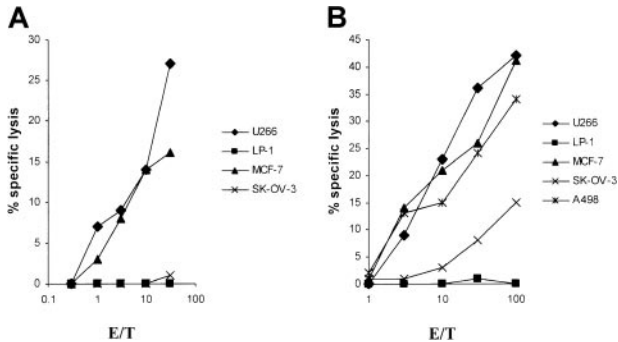 A
% specific lysis
30
25
20
15
10
5
0
0.1
1
10
100
E/T
U266
LP-1
MCF-7
SK-OV-3
B
% specific lysis
45
40
35
30
25
20
15
10
5
0
1
10
100
E/T
U266
LP-1
MCF-7
SK-OV-3
A498